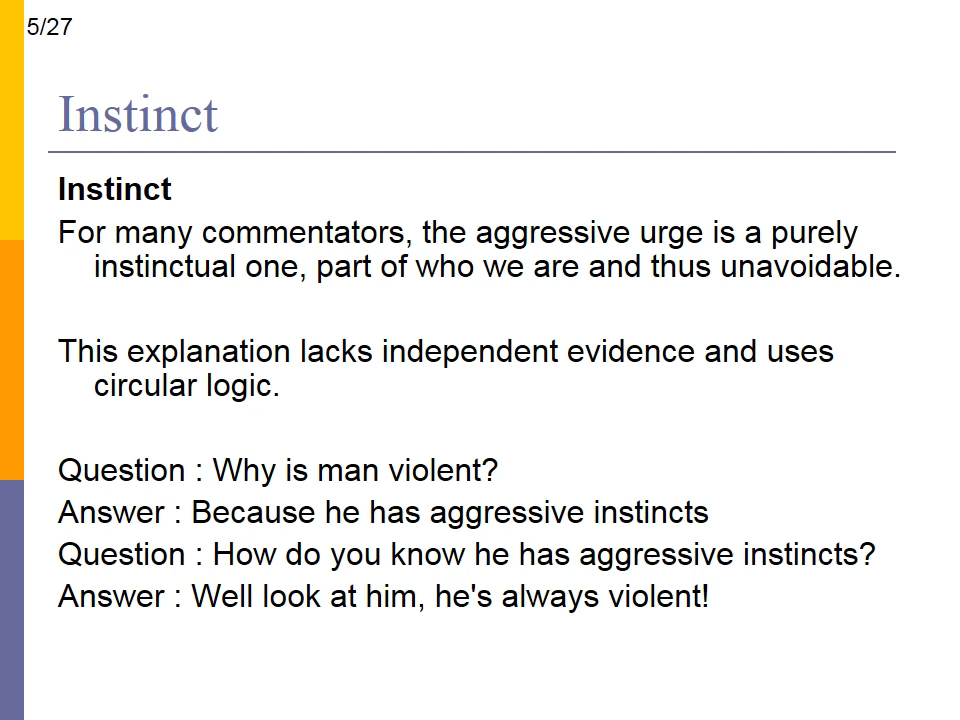 5/27
Instinct
Instinct
For many commentators, the aggressive urge is a purely
instinctual one, part of who we are and thus unavoidable.
This explanation lacks independent evidence and uses
circular logic.
Question : Why is man violent?
Answer : Because he has aggressive instincts
Question : How do you know he has aggressive instincts?
Answer : Well look at him, he's always violent!